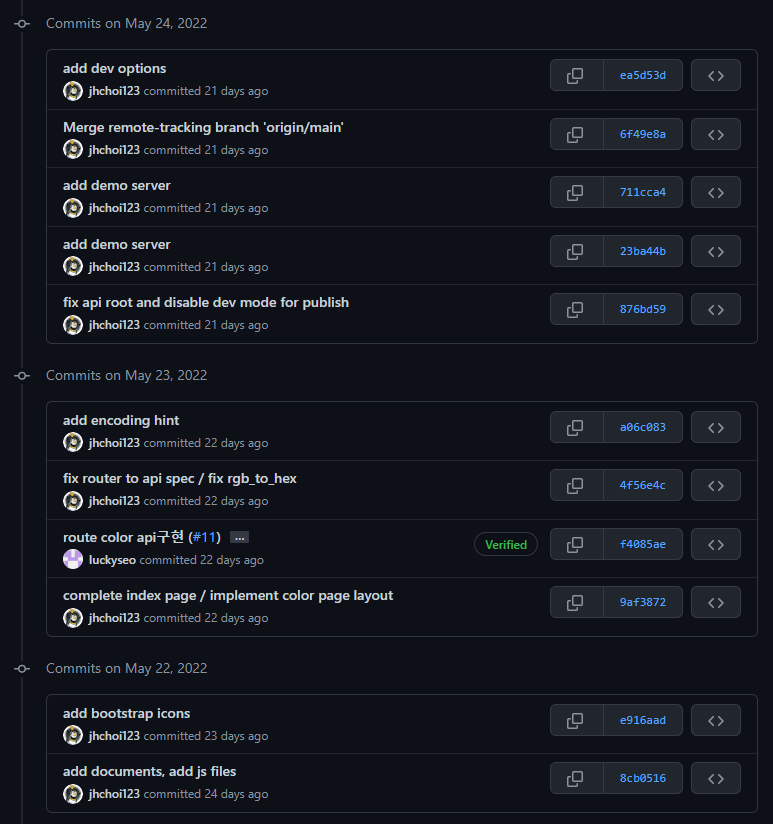 Commits on May 24, 2022
add dev options
ea5d53d
jhchoi123 committed 21 days ago
Merge remote-tracking branch 'origin/main'
6f49e8a
jhchoi123 committed 21 days ago
add demo server
711cca4
jhchoi123 committed 21 days ago
add demo server
23ba44b
jhchoi123 committed 21 days ago
fix api root and disable dev mode for publish
876bd59
jhchoi123 committed 21 days ago
Commits on May 23, 2022
add encoding hint
a06c083
jhchoi123 committed 22 days ago
fix router to api spec / fix rgb_to_hex
4f56e4c
jhchoi123 committed 22 days ago
route color api구현 (#11) ...
Verified f4085ae
luckyseo committed 22 days ago
complete index page / implement color page layout
9af3872
jhchoi123 committed 22 days ago
Commits on May 22, 2022
add bootstrap icons
e916aad
jhchoi123 committed 23 days ago
add documents, add js files
8cb0516
jhchoi123 committed 24 days ago